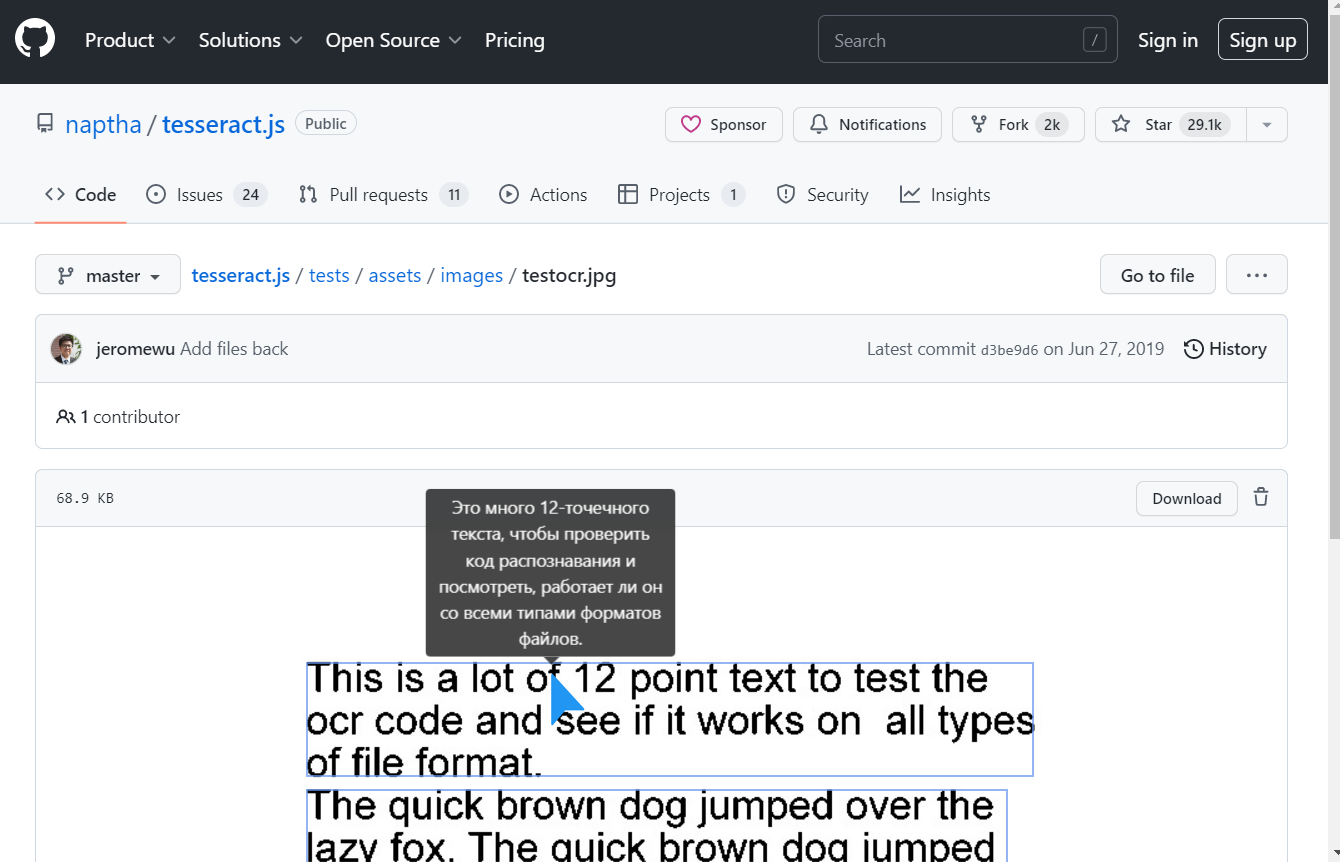 Product Solutions Open Source Pricing Search / Sign in Sign up
naptha / tesseract.js Public Sponsor Notifications Fork 2k Star 29.1k
Code Issues 24 Pull requests 11 Actions Projects 1 Security Insights
master tesseract.js / tests / assets / images / testocr.jpg Go to file ...
jeromewu Add files back Latest commit d3be9d6 on Jun 27, 2019 History
1 contributor
68.9 KB Download
Это много 12-точечного
текста, чтобы проверить
код распознавания и
посмотреть, работает ли он
со всеми типами форматов
файлов.
This is a lot of 12 point text to test the
ocr code and see if it works on all types
of file format.
The quick brown dog jumped over the
lazy fox. The quick brown dog jumped